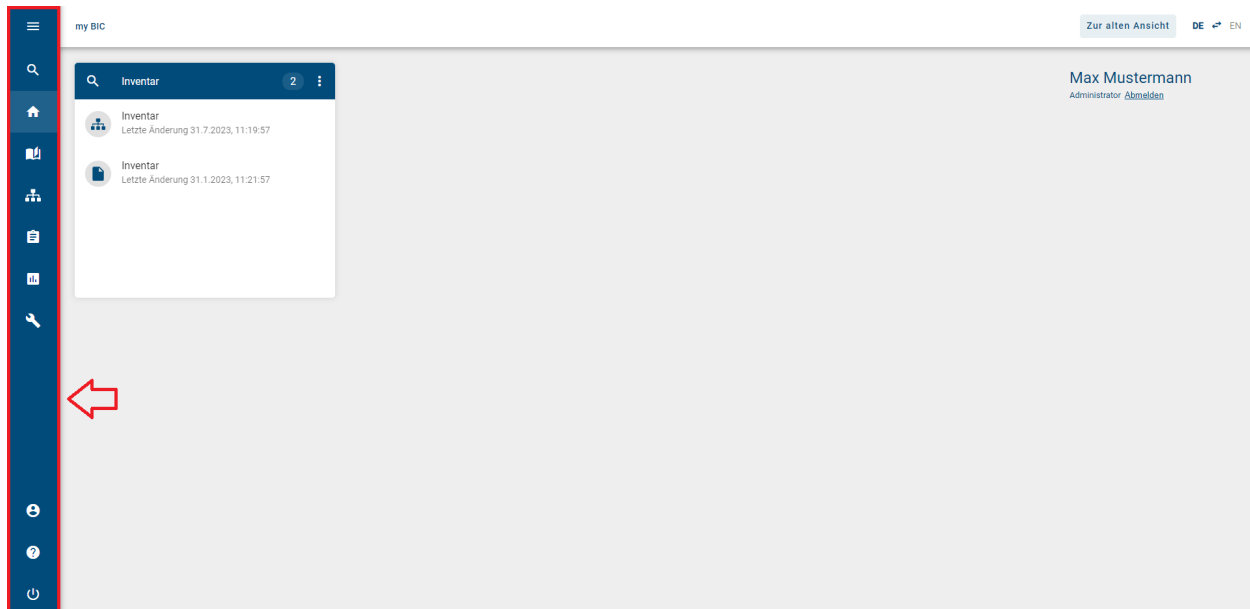 my BIC
Zur alten Ansicht
DE EN
Inventar 2
Inventar
Letzte Änderung 31.7.2023, 11:19:57
Inventar
Letzte Änderung 31.1.2023, 11:21:57
Max Mustermann
Administrator Abmelden